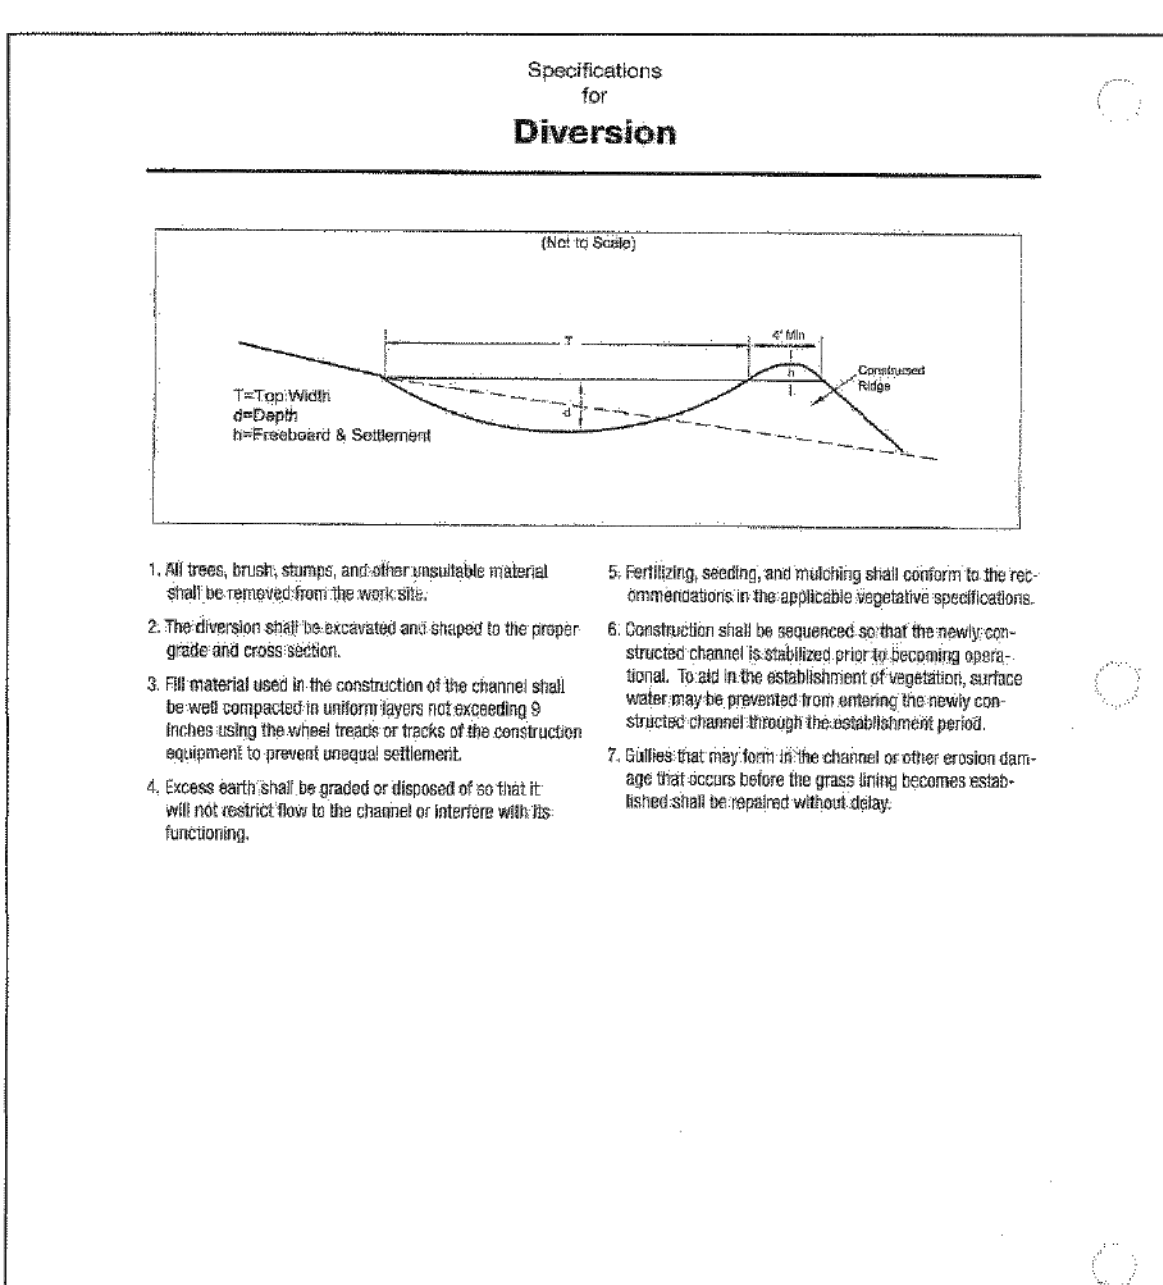 Specifications
for
Diversion
(Not to Scale)
T
4' Min
h
Constructed
Ridge
d
T=Top Width
d=Depth
h=Freeboard & Settlement
1. All trees, brush, stumps, and other unsuitable material
shall be removed from the work site.
2. The diversion shall be excavated and shaped to the proper
grade and cross section.
3. Fill material used in the construction of the channel shall
be well compacted in uniform layers not exceeding 9
inches using the wheel treads or tracks of the construction
equipment to prevent unequal settlement.
4. Excess earth shall be graded or disposed of so that it
will not restrict flow to the channel or interfere with its
functioning.
5. Fertilizing, seeding, and mulching shall conform to the rec-
ommendations in the applicable vegetative specifications.
6. Construction shall be sequenced so that the newly con-
structed channel is stabilized prior to becoming opera-
tional. To aid in the establishment of vegetation, surface
water may be prevented from entering the newly con-
structed channel through the establishment period.
7. Gullies that may form in the channel or other erosion dam-
age that occurs before the grass lining becomes estab-
lished shall be repaired without delay.